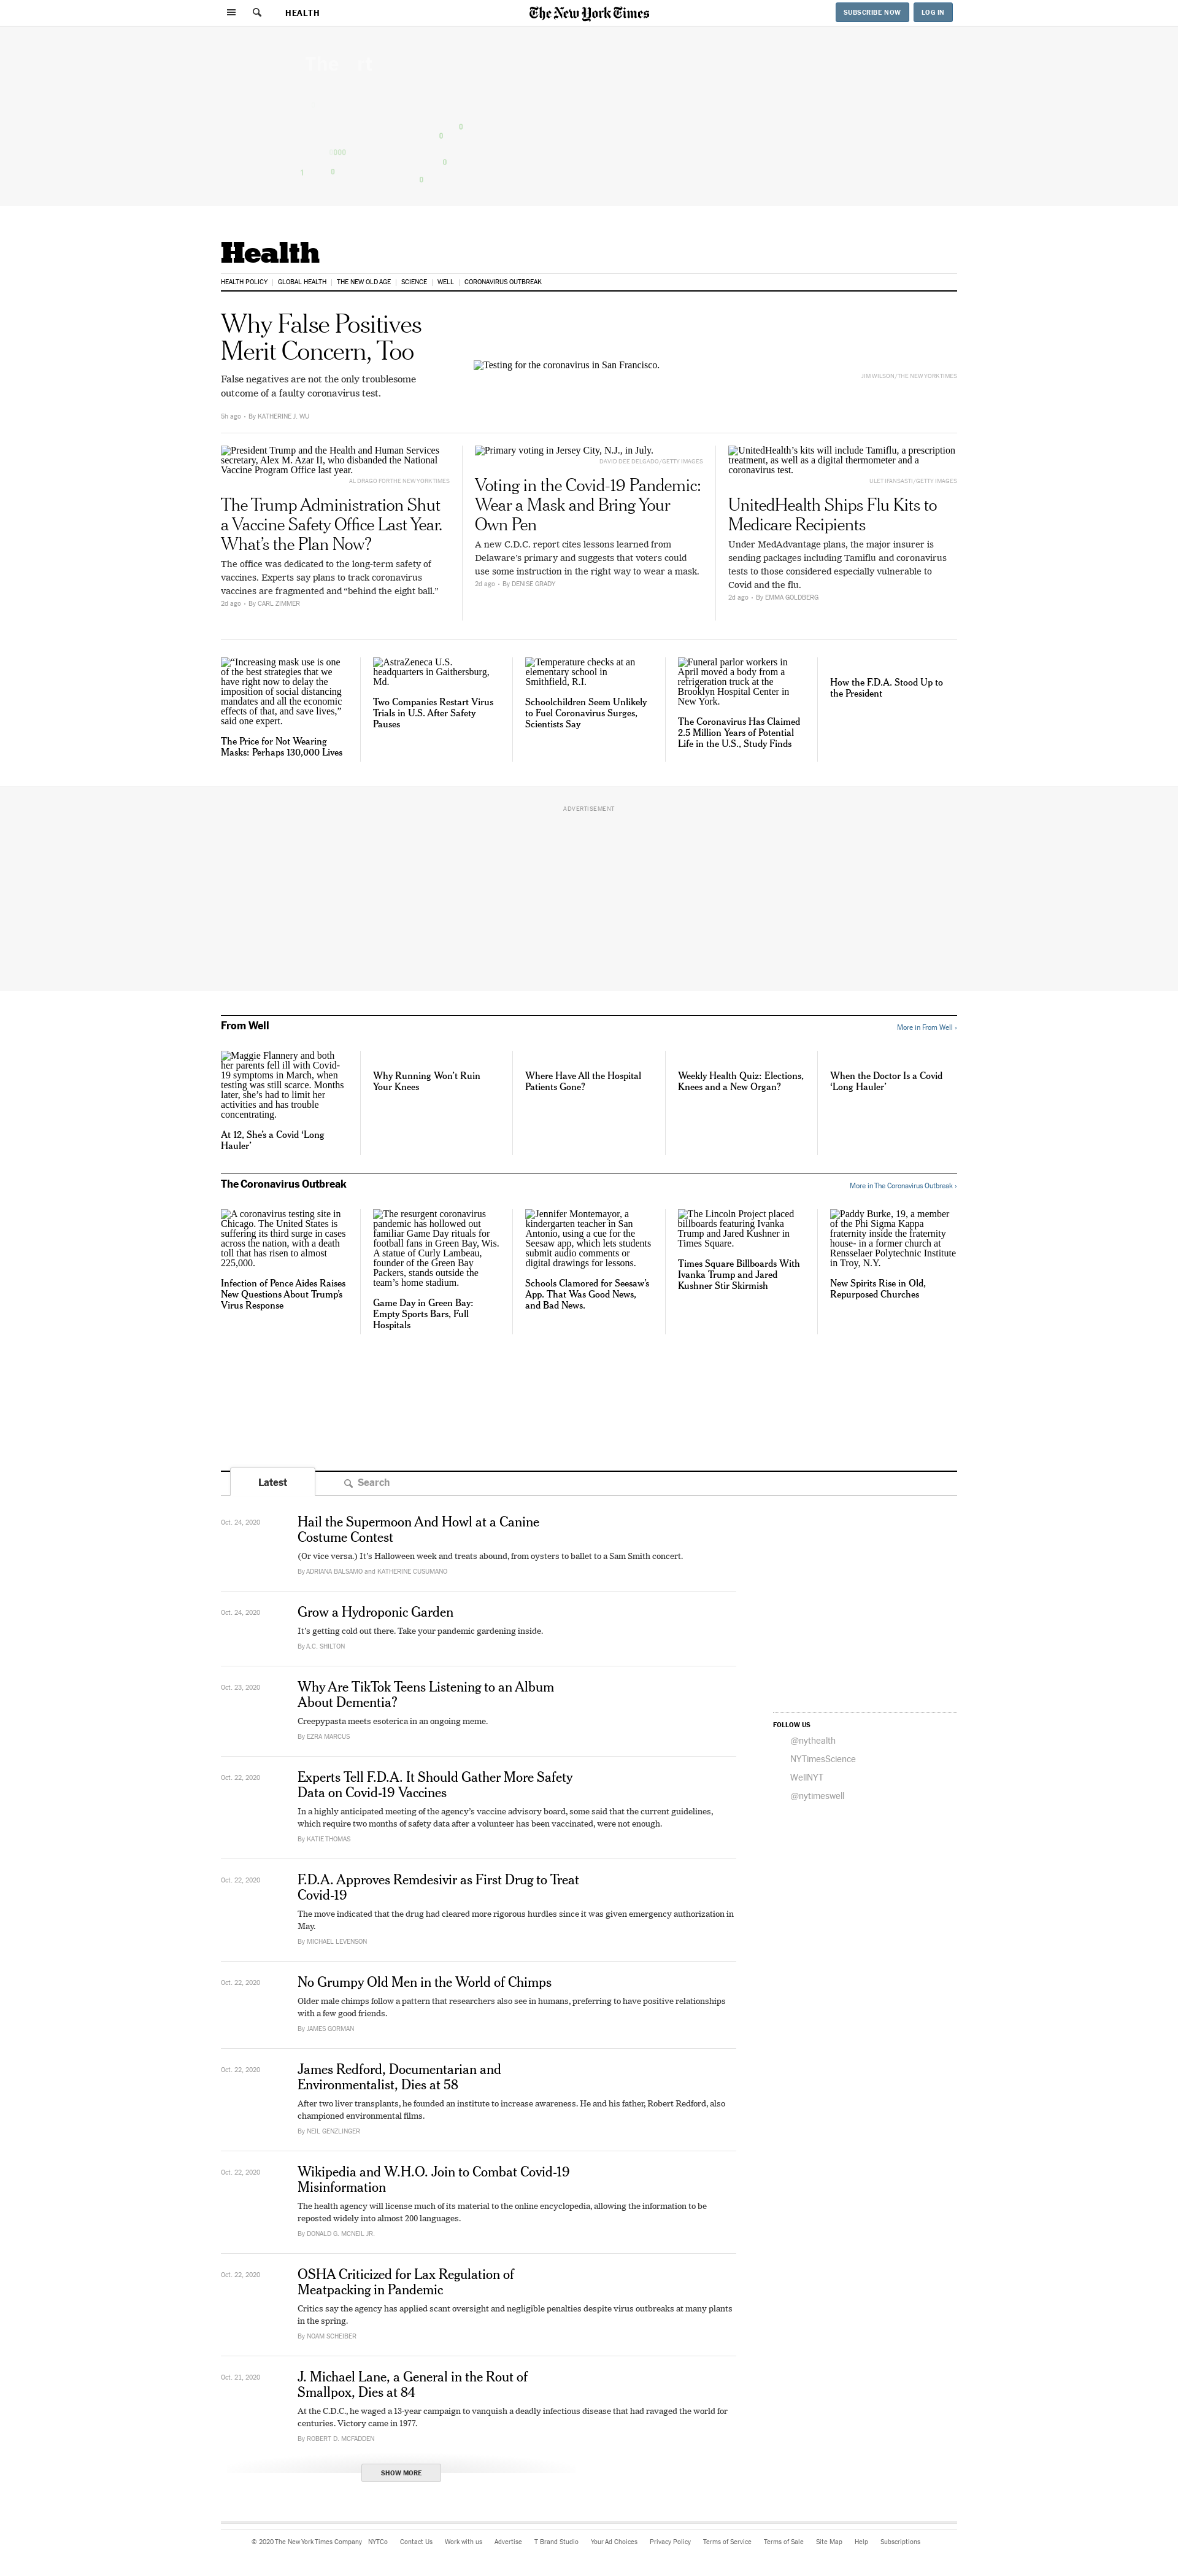 HEALTH
The New York Times
SUBSCRIBE NOW
LOG IN
0
0
0
1
0
0
Health
HEALTH POLICY
GLOBAL HEALTH
THE NEW OLD AGE
SCIENCE
WELL
CORONAVIRUS OUTBREAK
Why False Positives
Merit Concern, Too
False negatives are not the only troublesome
outcome of a faulty coronavirus test.
5h ago • By KATHERINE J. WU
Testing for the coronavirus in San Francisco.
JIM WILSON/THE NEW YORK TIMES
President Trump and the Health and Human Services
secretary, Alex M. Azar II, who disbanded the National
Vaccine Program Office last year.
AL DRAGO FOR THE NEW YORK TIMES
The Trump Administration Shut
a Vaccine Safety Office Last Year.
What’s the Plan Now?
The office was dedicated to the long-term safety of
vaccines. Experts say plans to track coronavirus
vaccines are fragmented and “behind the eight ball.”
2d ago • By CARL ZIMMER
Primary voting in Jersey City, N.J., in July.
DAVID DEE DELGADO/GETTY IMAGES
Voting in the Covid-19 Pandemic:
Wear a Mask and Bring Your
Own Pen
A new C.D.C. report cites lessons learned from
Delaware’s primary and suggests that voters could
use some instruction in the right way to wear a mask.
2d ago • By DENISE GRADY
UnitedHealth’s kits will include Tamiflu, a prescription
treatment, as well as a digital thermometer and a
coronavirus test.
ULET IFANSASTI/GETTY IMAGES
UnitedHealth Ships Flu Kits to
Medicare Recipients
Under MedAdvantage plans, the major insurer is
sending packages including Tamiflu and coronavirus
tests to those considered especially vulnerable to
Covid and the flu.
2d ago • By EMMA GOLDBERG
“Increasing mask use is one
of the best strategies that we
have right now to delay the
imposition of social distancing
mandates and all the economic
effects of that, and save lives,”
said one expert.
The Price for Not Wearing
Masks: Perhaps 130,000 Lives
AstraZeneca U.S.
headquarters in Gaithersburg,
Md.
Two Companies Restart Virus
Trials in U.S. After Safety
Pauses
Temperature checks at an
elementary school in
Smithfield, R.I.
Schoolchildren Seem Unlikely
to Fuel Coronavirus Surges,
Scientists Say
Funeral parlor workers in
April moved a body from a
refrigeration truck at the
Brooklyn Hospital Center in
New York.
The Coronavirus Has Claimed
2.5 Million Years of Potential
Life in the U.S., Study Finds
How the F.D.A. Stood Up to
the President
ADVERTISEMENT
From Well
More in From Well ›
Maggie Flannery and both
her parents fell ill with Covid-
19 symptoms in March, when
testing was still scarce. Months
later, she’s had to limit her
activities and has trouble
concentrating.
At 12, She’s a Covid ‘Long
Hauler’
Why Running Won’t Ruin
Your Knees
Where Have All the Hospital
Patients Gone?
Weekly Health Quiz: Elections,
Knees and a New Organ?
When the Doctor Is a Covid
‘Long Hauler’
The Coronavirus Outbreak
More in The Coronavirus Outbreak ›
A coronavirus testing site in
Chicago. The United States is
suffering its third surge in cases
across the nation, with a death
toll that has risen to almost
225,000.
Infection of Pence Aides Raises
New Questions About Trump’s
Virus Response
The resurgent coronavirus
pandemic has hollowed out
familiar Game Day rituals for
football fans in Green Bay, Wis.
A statue of Curly Lambeau,
founder of the Green Bay
Packers, stands outside the
team’s home stadium.
Game Day in Green Bay:
Empty Sports Bars, Full
Hospitals
Jennifer Montemayor, a
kindergarten teacher in San
Antonio, using a cue for the
Seesaw app, which lets students
submit audio comments or
digital drawings for lessons.
Schools Clamored for Seesaw’s
App. That Was Good News,
and Bad News.
The Lincoln Project placed
billboards featuring Ivanka
Trump and Jared Kushner in
Times Square.
Times Square Billboards With
Ivanka Trump and Jared
Kushner Stir Skirmish
Paddy Burke, 19, a member
of the Phi Sigma Kappa
fraternity inside the fraternity
house- in a former church at
Rensselaer Polytechnic Institute
in Troy, N.Y.
New Spirits Rise in Old,
Repurposed Churches
Latest
Search
Oct. 24, 2020
Hail the Supermoon And Howl at a Canine
Costume Contest
(Or vice versa.) It’s Halloween week and treats abound, from oysters to ballet to a Sam Smith concert.
By ADRIANA BALSAMO and KATHERINE CUSUMANO
Oct. 24, 2020
Grow a Hydroponic Garden
It’s getting cold out there. Take your pandemic gardening inside.
By A.C. SHILTON
Oct. 23, 2020
Why Are TikTok Teens Listening to an Album
About Dementia?
Creepypasta meets esoterica in an ongoing meme.
By EZRA MARCUS
FOLLOW US
@nythealth
NYTimesScience
WellNYT
@nytimeswell
Oct. 22, 2020
Experts Tell F.D.A. It Should Gather More Safety
Data on Covid-19 Vaccines
In a highly anticipated meeting of the agency’s vaccine advisory board, some said that the current guidelines,
which require two months of safety data after a volunteer has been vaccinated, were not enough.
By KATIE THOMAS
Oct. 22, 2020
F.D.A. Approves Remdesivir as First Drug to Treat
Covid-19
The move indicated that the drug had cleared more rigorous hurdles since it was given emergency authorization in
May.
By MICHAEL LEVENSON
Oct. 22, 2020
No Grumpy Old Men in the World of Chimps
Older male chimps follow a pattern that researchers also see in humans, preferring to have positive relationships
with a few good friends.
By JAMES GORMAN
Oct. 22, 2020
James Redford, Documentarian and
Environmentalist, Dies at 58
After two liver transplants, he founded an institute to increase awareness. He and his father, Robert Redford, also
championed environmental films.
By NEIL GENZLINGER
Oct. 22, 2020
Wikipedia and W.H.O. Join to Combat Covid-19
Misinformation
The health agency will license much of its material to the online encyclopedia, allowing the information to be
reposted widely into almost 200 languages.
By DONALD G. MCNEIL JR.
Oct. 22, 2020
OSHA Criticized for Lax Regulation of
Meatpacking in Pandemic
Critics say the agency has applied scant oversight and negligible penalties despite virus outbreaks at many plants
in the spring.
By NOAM SCHEIBER
Oct. 21, 2020
J. Michael Lane, a General in the Rout of
Smallpox, Dies at 84
At the C.D.C., he waged a 13-year campaign to vanquish a deadly infectious disease that had ravaged the world for
centuries. Victory came in 1977.
By ROBERT D. MCFADDEN
SHOW MORE
© 2020 The New York Times Company
NYTCo
Contact Us
Work with us
Advertise
T Brand Studio
Your Ad Choices
Privacy Policy
Terms of Service
Terms of Sale
Site Map
Help
Subscriptions